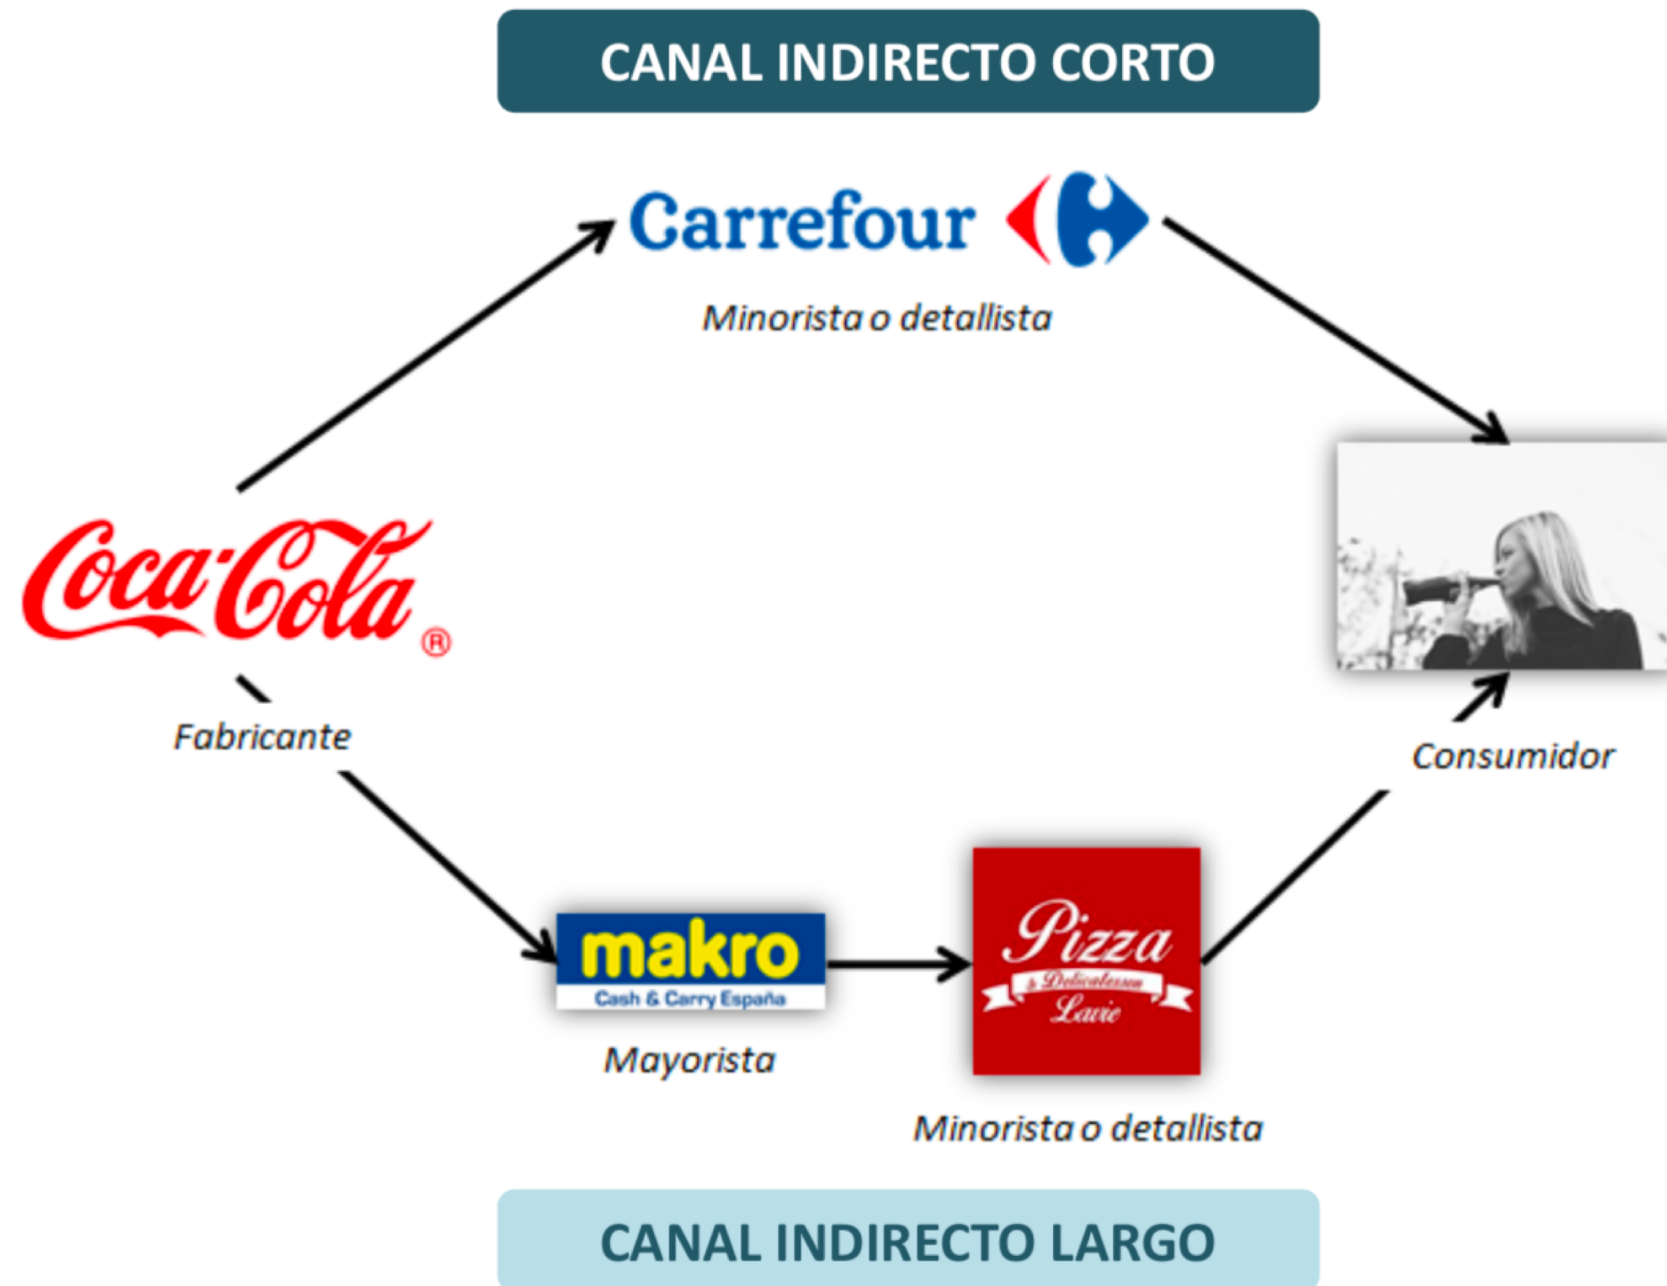 CANAL INDIRECTO CORTO
Carrefour
Minorista o detallista
Coca-Cola ®
Fabricante
Consumidor
makro
Cash & Carry España
Mayorista
Pizza
& Delicatessen
Lavie
Minorista o detallista
CANAL INDIRECTO LARGO